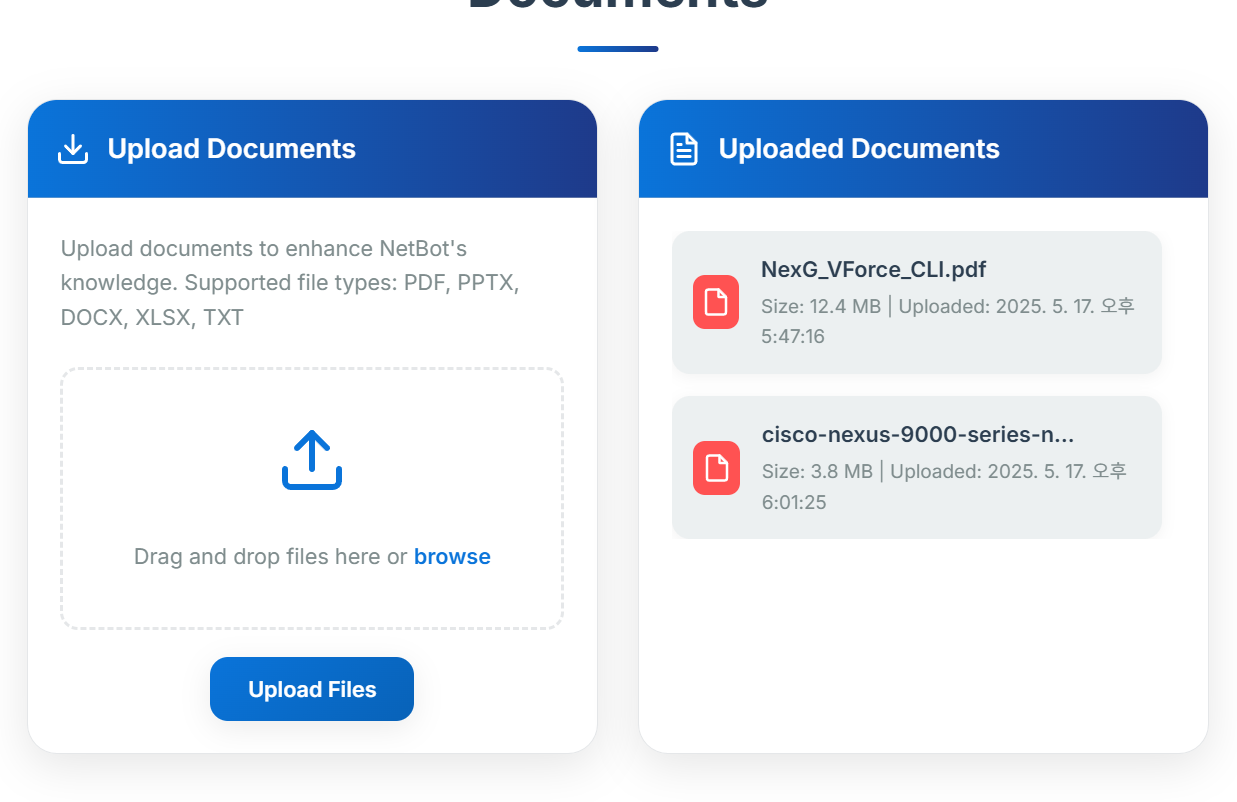 Documents
Upload Documents
Upload documents to enhance NetBot's
knowledge. Supported file types: PDF, PPTX,
DOCX, XLSX, TXT
Drag and drop files here or browse
Upload Files
Uploaded Documents
NexG_VForce_CLI.pdf
Size: 12.4 MB | Uploaded: 2025. 5. 17. 오후
5:47:16
cisco-nexus-9000-series-n...
Size: 3.8 MB | Uploaded: 2025. 5. 17. 오후
6:01:25